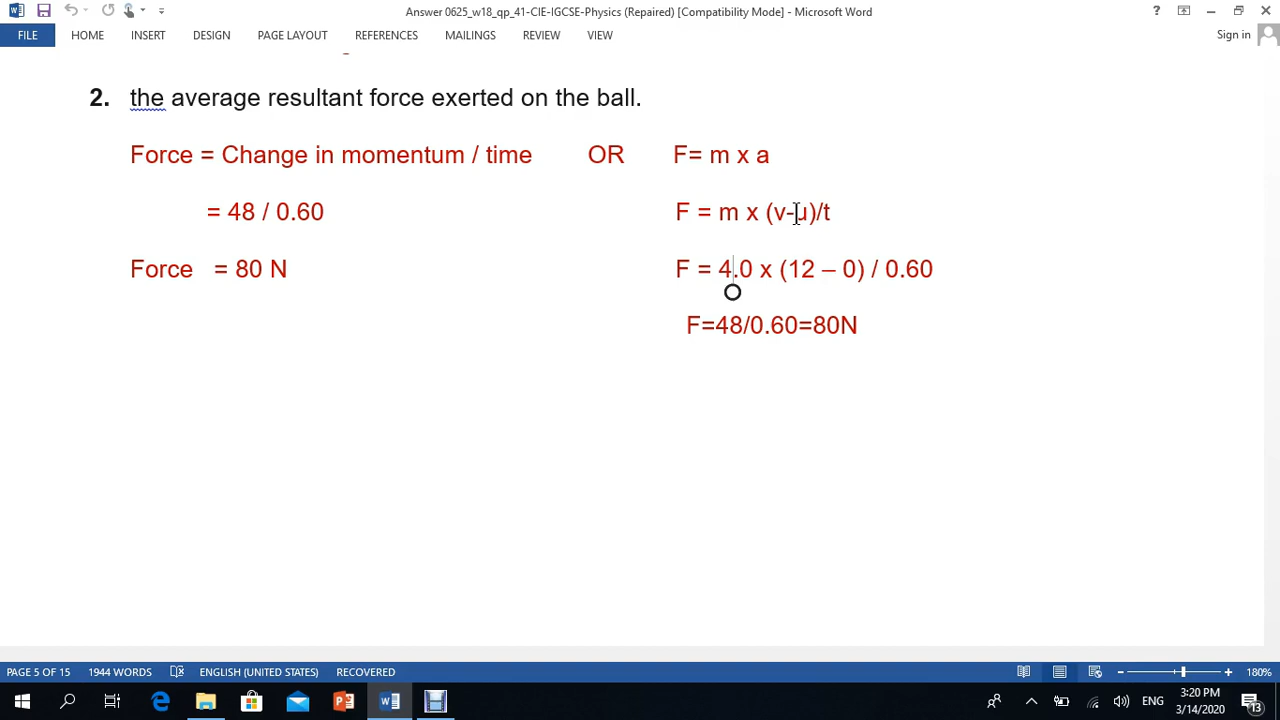 Answer 0625_w18_qp_41-CIE-IGCSE-Physics (Repaired) [Compatibility Mode] - Microsoft Word
FILE HOME INSERT DESIGN PAGE LAYOUT REFERENCES MAILINGS REVIEW VIEW Sign in
2. the average resultant force exerted on the ball.
Force = Change in momentum / time OR F= m x a
= 48 / 0.60 F = m x (v-u)/t
Force = 80 N F = 4.0 x (12 – 0) / 0.60
F=48/0.60=80N
PAGE 5 OF 15 1944 WORDS ENGLISH (UNITED STATES) RECOVERED 180%
ENG 3:20 PM
3/14/2020 13